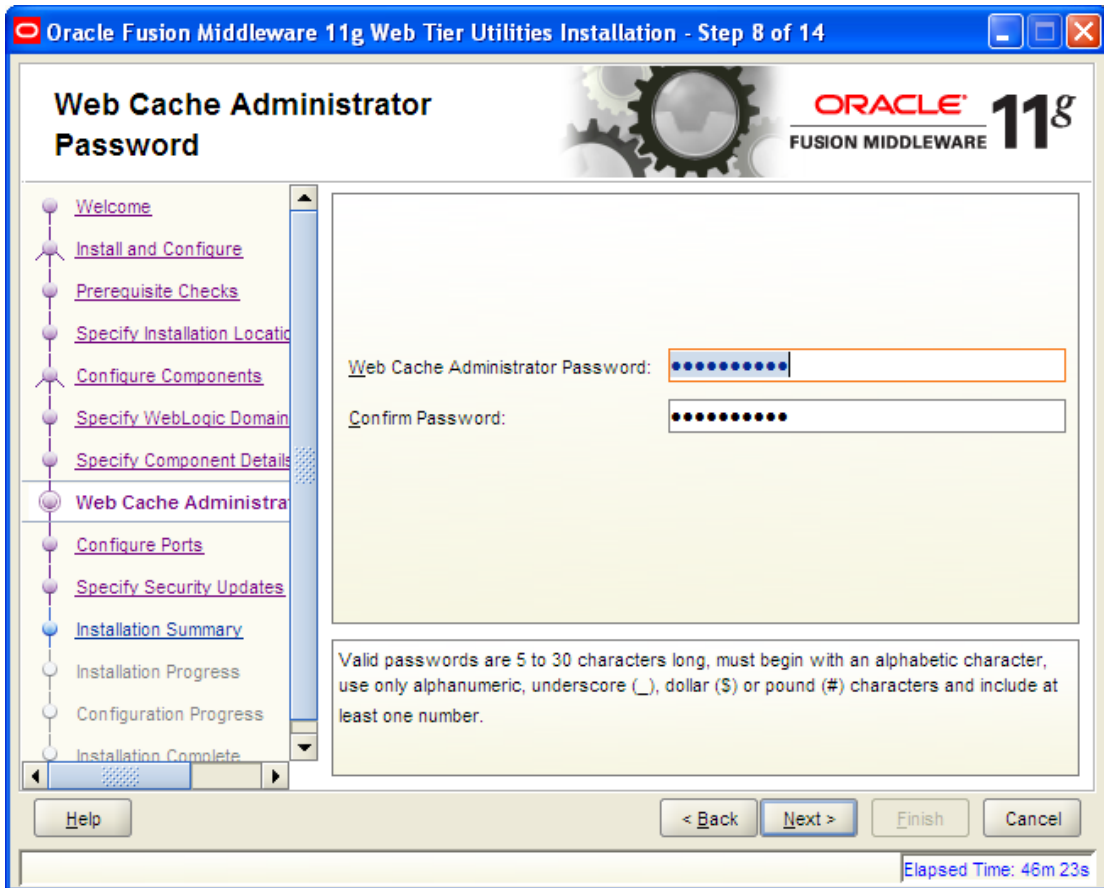 Oracle Fusion Middleware 11g Web Tier Utilities Installation - Step 8 of 14
Web Cache Administrator
Password
ORACLE
FUSION MIDDLEWARE
11g
Welcome
Install and Configure
Prerequisite Checks
Specify Installation Locatio
Configure Components
Specify WebLogic Domain
Specify Component Details
Web Cache Administra
Configure Ports
Specify Security Updates
Installation Summary
Installation Progress
Configuration Progress
Installation Complete
Web Cache Administrator Password: ●●●●●●●●●●
Confirm Password: ●●●●●●●●●●
Valid passwords are 5 to 30 characters long, must begin with an alphabetic character,
use only alphanumeric, underscore (_), dollar ($) or pound (#) characters and include at
least one number.
Help
< Back
Next >
Finish
Cancel
Elapsed Time: 46m 23s